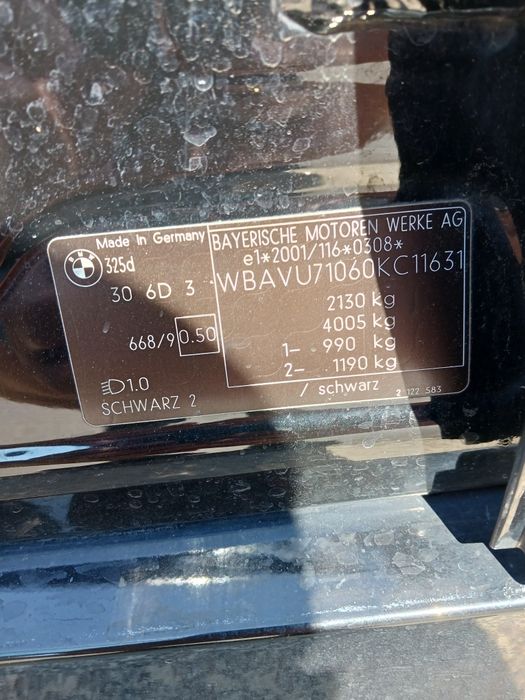 Made in Germany
BMW
325d
30 6D 3
668/9 0.50
1.0
SCHWARZ 2
BAYERISCHE MOTOREN WERKE AG
e1*2001/116*0308*
WBAVU71060KC11631
2130 kg
4005 kg
1- 990 kg
2- 1190 kg
/ schwarz
2 122 583